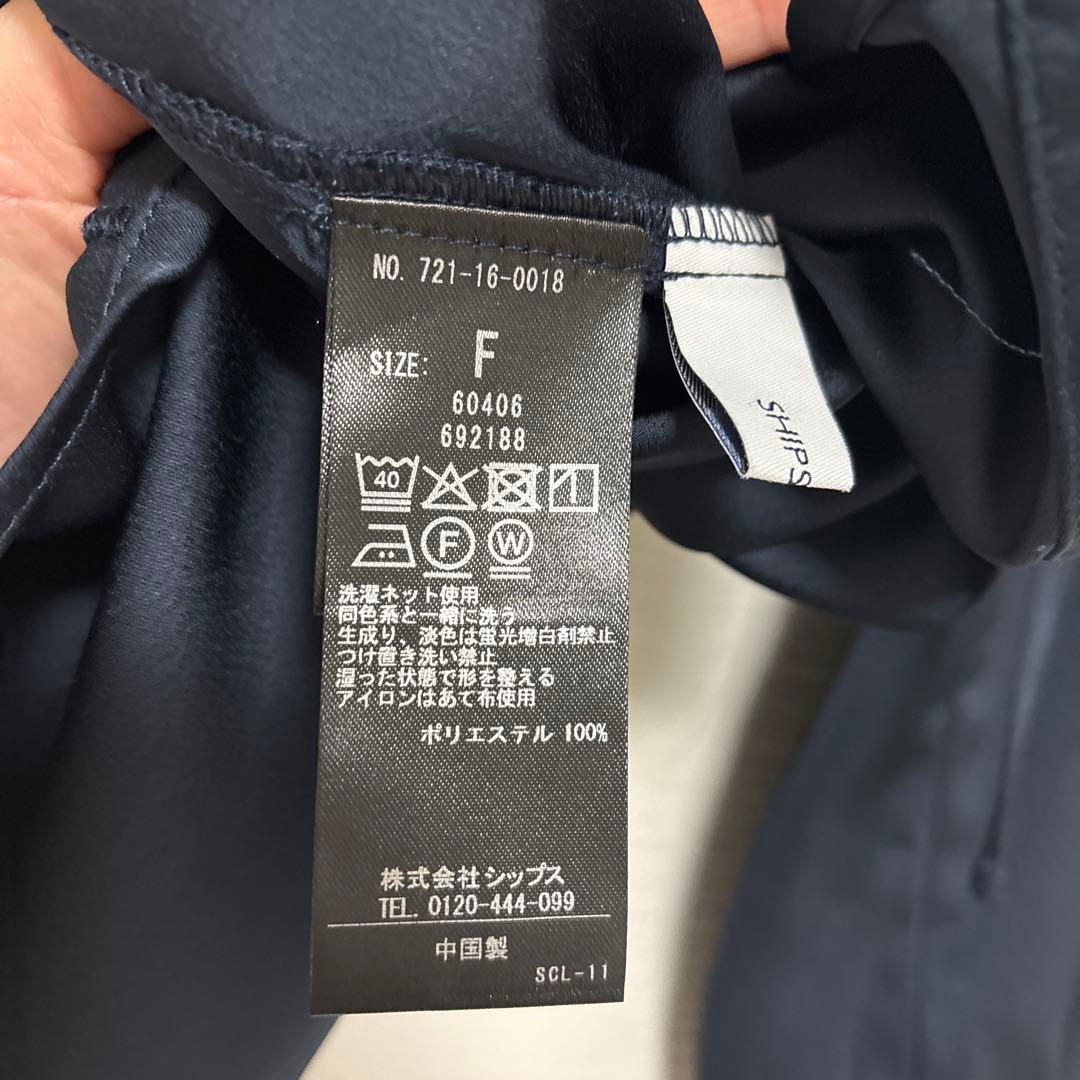 NO. 721-16-0018
SIZE: F
60406
692188
40
F W
洗濯ネット使用
同色系と一緒に洗う
生成り、淡色は蛍光増白剤禁止
つけ置き洗い禁止
湿った状態で形を整える
アイロンはあて布使用
ポリエステル 100%
株式会社シップス
TEL. 0120-444-099
中国製
SCL-11
SHIPS